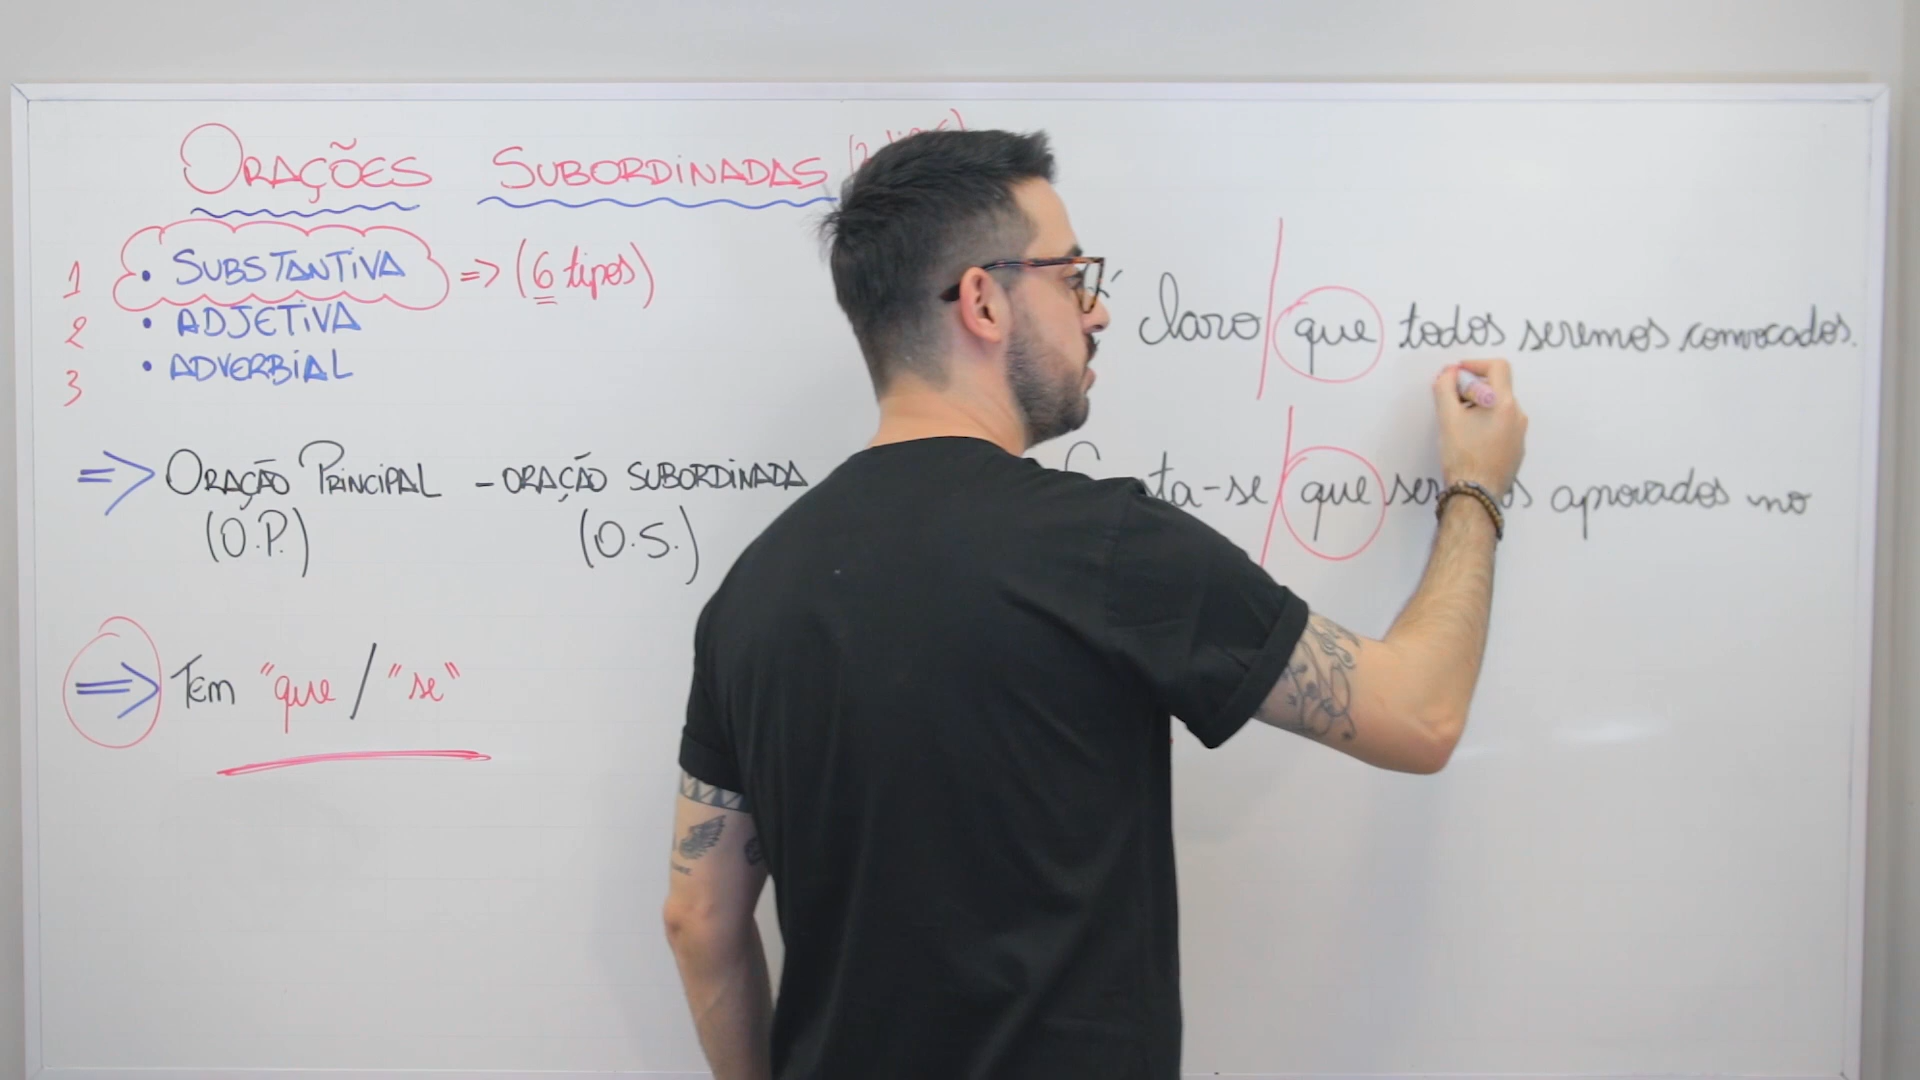 ORAÇÕES SUBORDINADAS
1 • SUBSTANTIVA => (6 tipos)
2 • ADJETIVA
3 • ADVERBIAL
=> ORAÇÃO PRINCIPAL - ORAÇÃO SUBORDINADA
(O.P.) (O.S.)
=> TEM "que / "se"
claro / que todos seremos convocados.
ta-se / que aprovados no